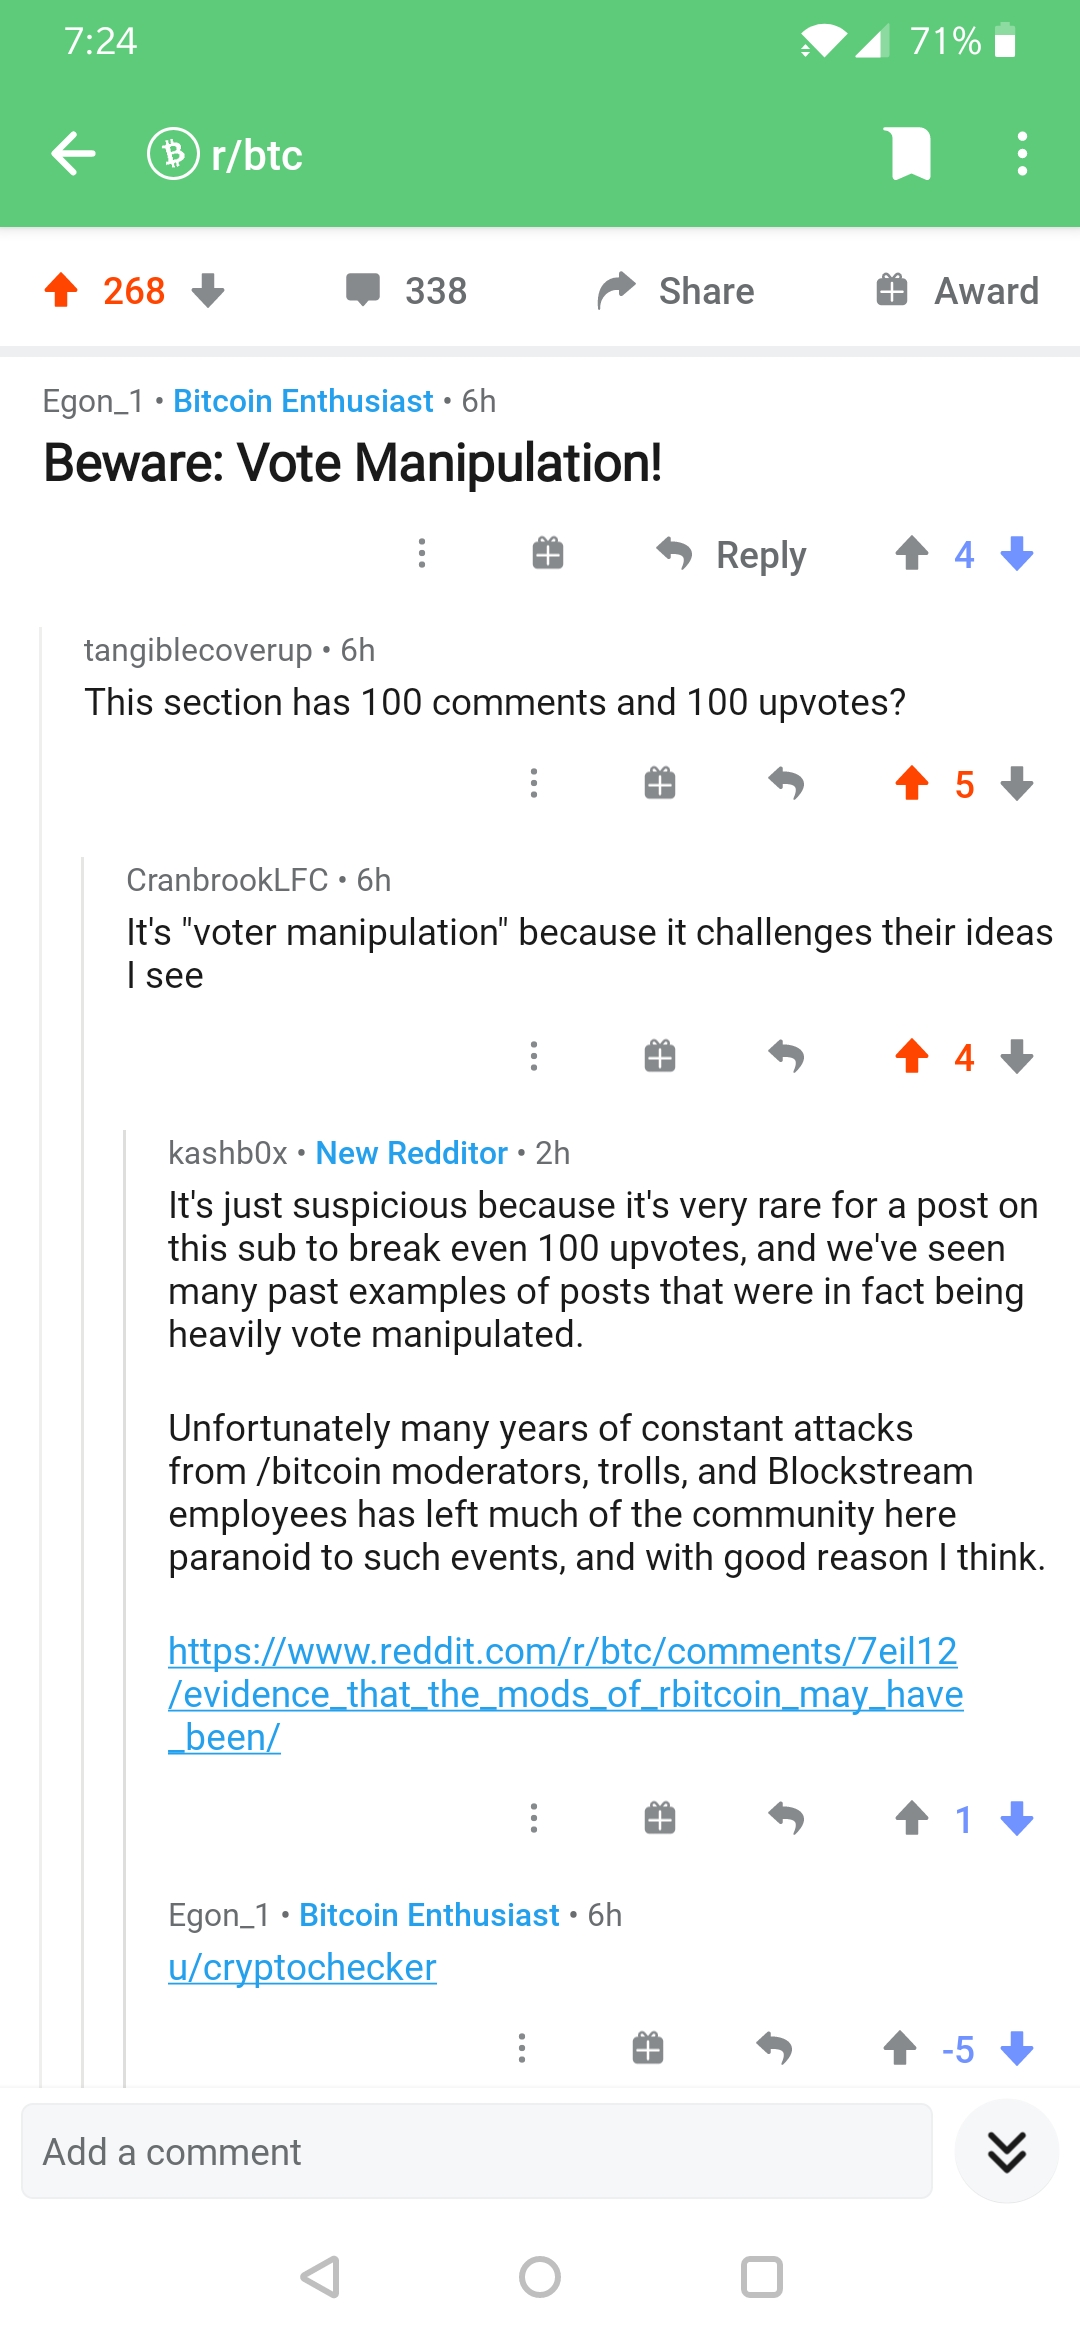 7:24
71%
r/btc
268
338
Share
Award
Egon_1 • Bitcoin Enthusiast • 6h
Beware: Vote Manipulation!
Reply
4
tangiblecoverup • 6h
This section has 100 comments and 100 upvotes?
5
CranbrookLFC • 6h
It's "voter manipulation" because it challenges their ideas
I see
4
kashb0x • New Redditor • 2h
It's just suspicious because it's very rare for a post on
this sub to break even 100 upvotes, and we've seen
many past examples of posts that were in fact being
heavily vote manipulated.
Unfortunately many years of constant attacks
from /bitcoin moderators, trolls, and Blockstream
employees has left much of the community here
paranoid to such events, and with good reason I think.
https://www.reddit.com/r/btc/comments/7eil12
/evidence_that_the_mods_of_rbitcoin_may_have
_been/
1
Egon_1 • Bitcoin Enthusiast • 6h
u/cryptochecker
-5
Add a comment